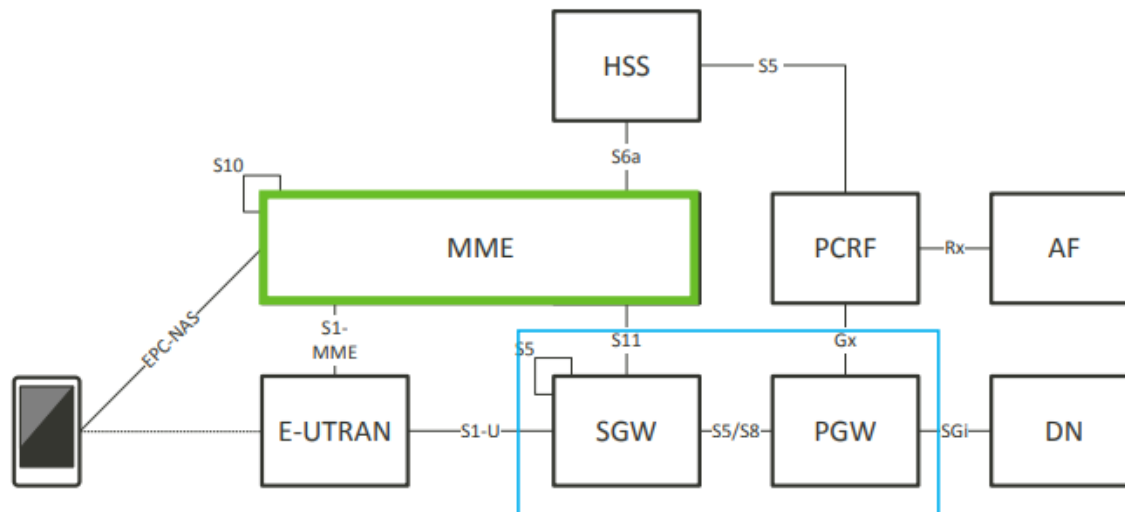 HSS
S5
S6a
S10
MME
PCRF
Rx
AF
EPC-NAS
S1-
MME
S11
Gx
S5
E-UTRAN
S1-U
SGW
S5/S8
PGW
SGi
DN